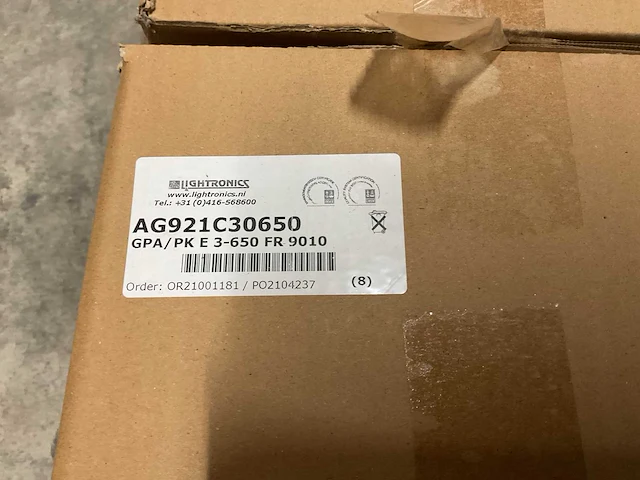 LIGHTRONICS
www.lightronics.nl
Tel.: +31 (0)416-568600
AG921C30650
GPA/PK E 3-650 FR 9010
Order: OR21001181 / PO2104237
(8)